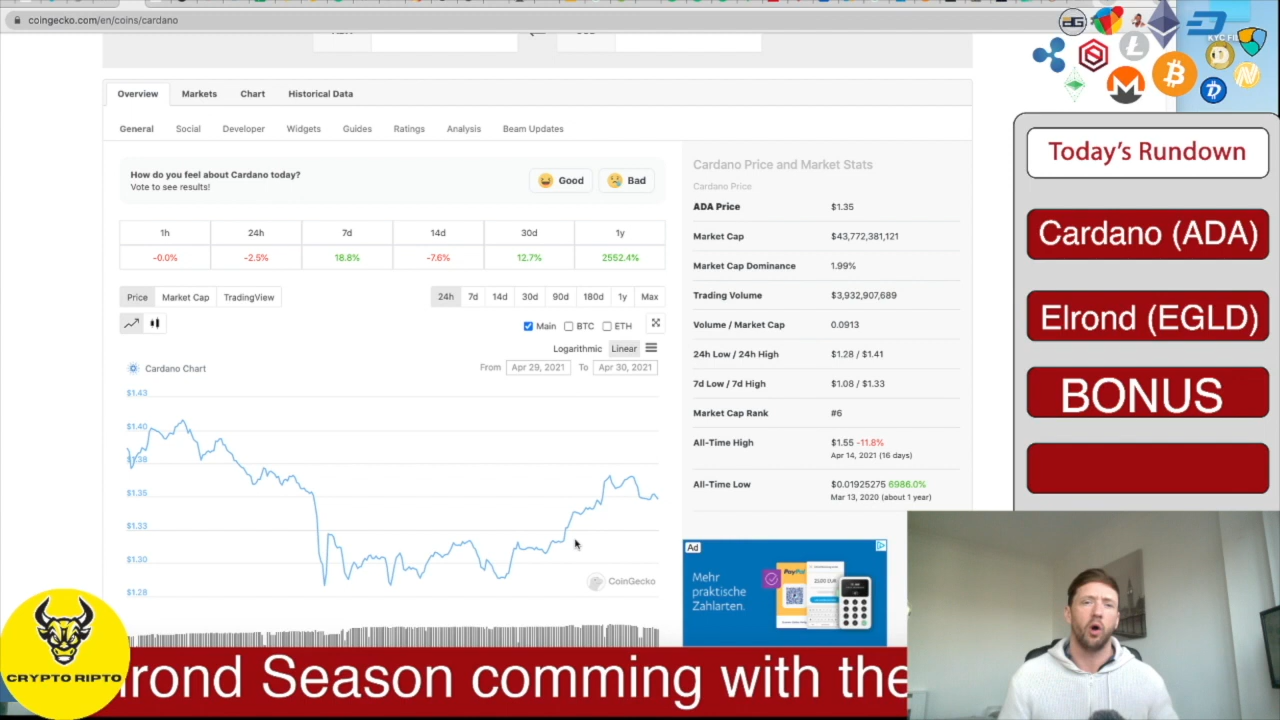 coingecko.com/en/coins/cardano
KYC FI
Overview Markets Chart Historical Data
General Social Developer Widgets Guides Ratings Analysis Beam Updates
How do you feel about Cardano today?
Vote to see results!
Good Bad
1h 24h 7d 14d 30d 1y
-0.0% -2.5% 18.8% -7.6% 12.7% 2552.4%
Price Market Cap TradingView
24h 7d 14d 30d 90d 180d 1y Max
Main BTC ETH
Logarithmic Linear
Cardano Chart
From Apr 29, 2021 To Apr 30, 2021
$1.43
$1.40
$1.38
$1.35
$1.33
$1.30
$1.28
CoinGecko
Cardano Price and Market Stats
Cardano Price
ADA Price $1.35
Market Cap $43,772,381,121
Market Cap Dominance 1.99%
Trading Volume $3,932,907,689
Volume / Market Cap 0.0913
24h Low / 24h High $1.28 / $1.41
7d Low / 7d High $1.08 / $1.33
Market Cap Rank #6
All-Time High $1.55 -11.8%
Apr 14, 2021 (16 days)
All-Time Low $0.01925275 6986.0%
Mar 13, 2020 (about 1 year)
Ad
Mehr
praktische
Zahlarten.
PayPal
Today's Rundown
Cardano (ADA)
Elrond (EGLD)
BONUS
CRYPTO RIPTO
lrond Season comming with the